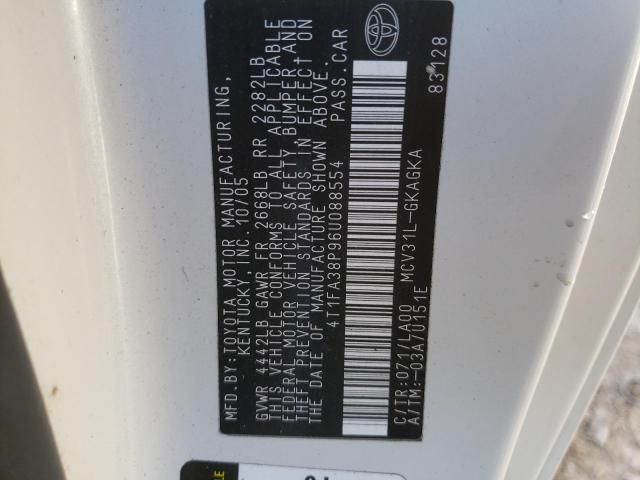 MFD.BY:TOYOTA MOTOR MANUFACTURING,
KENTUCKY, INC. 10/05
GVWR 4442LB GAWR FR 2668LB RR 2282LB
THIS VEHICLE CONFORMS TO ALL APPLICABLE
FEDERAL MOTOR VEHICLE SAFETY, BUMPER, AND
THEFT PREVENTION STANDARDS IN EFFECT ON
THE DATE OF MANUFACTURE SHOWN ABOVE.
4T1FA38P96U088554 PASS.CAR
C/TR:071/LA00 MCV31L-GKAGKA
A/TM:-03A/U151E
83128